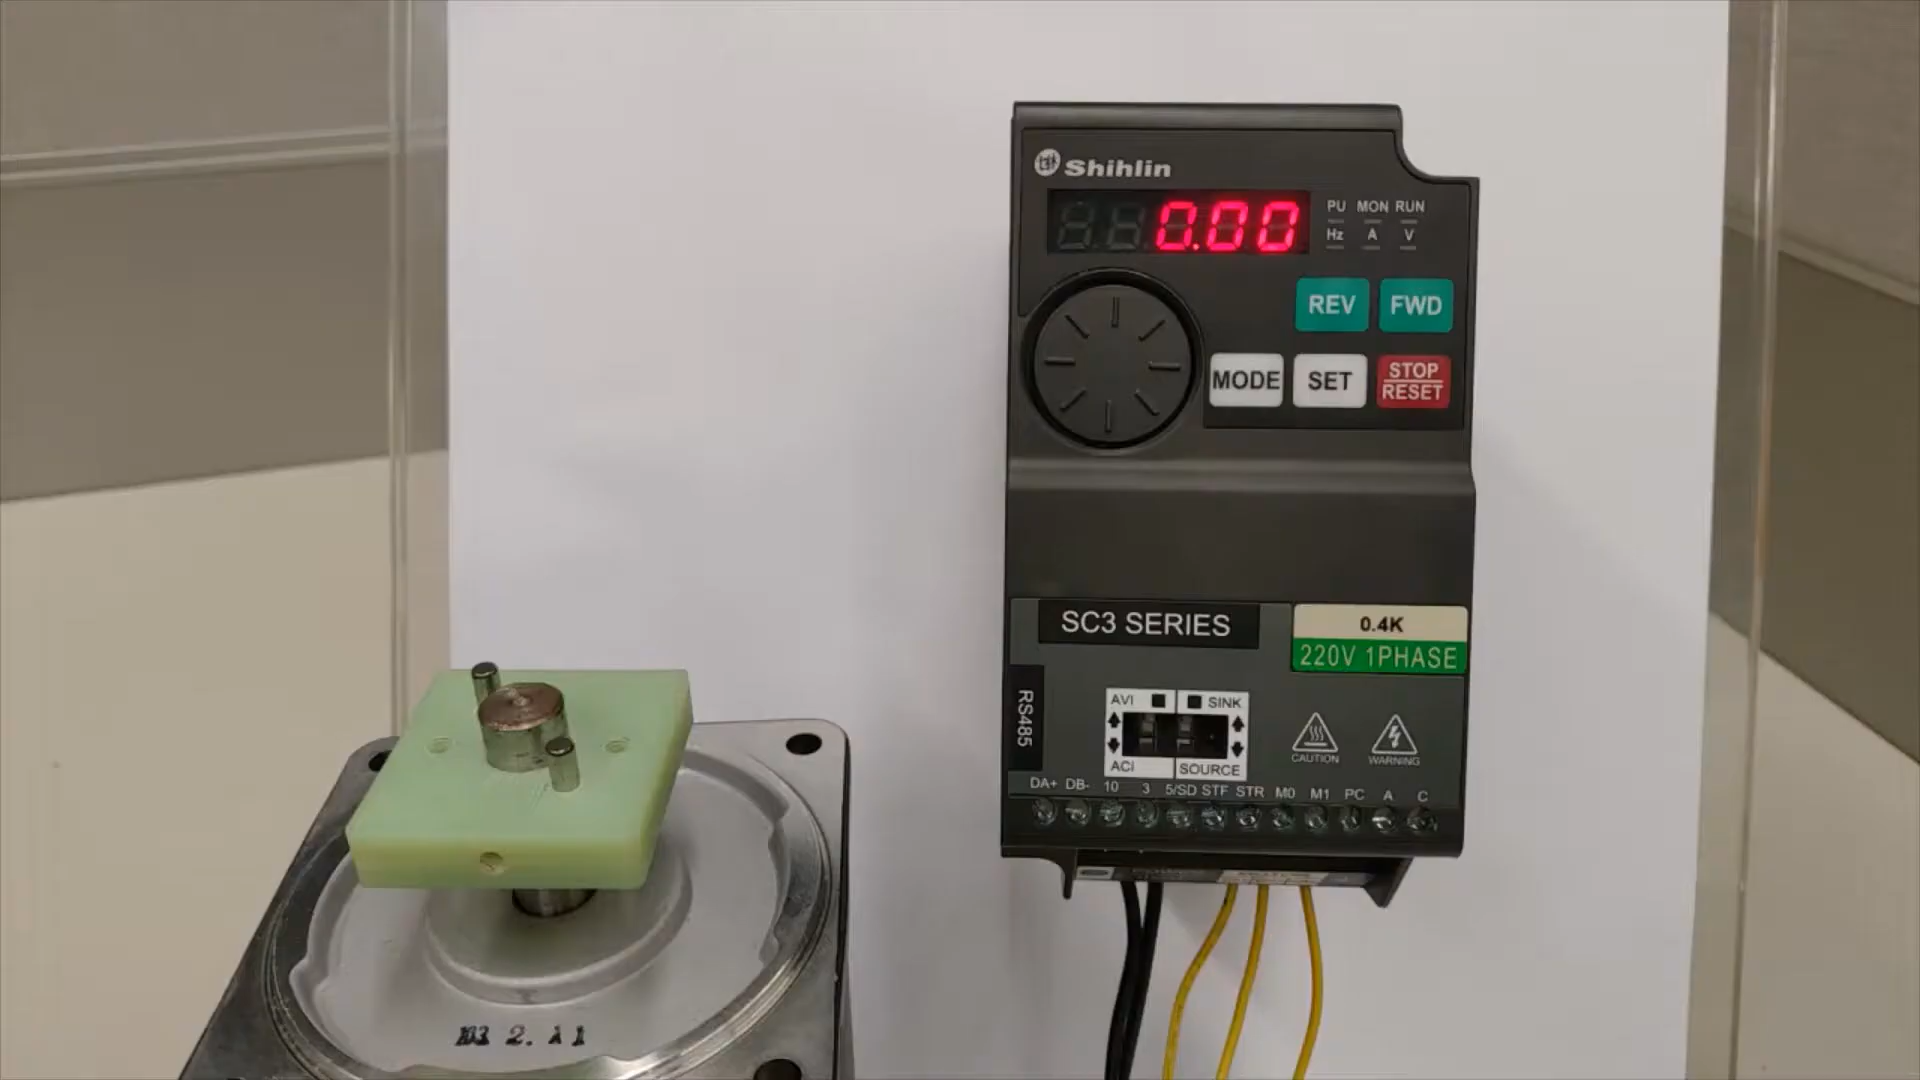 Shihlin
0.00
PU MON RUN
Hz A V
REV FWD
MODE SET STOP
RESET
SC3 SERIES
0.4K
220V 1PHASE
RS485
AVI SINK
ACI SOURCE
CAUTION WARNING
DA+ DB- 10 3 5/SD STF STR M0 M1 PC A C